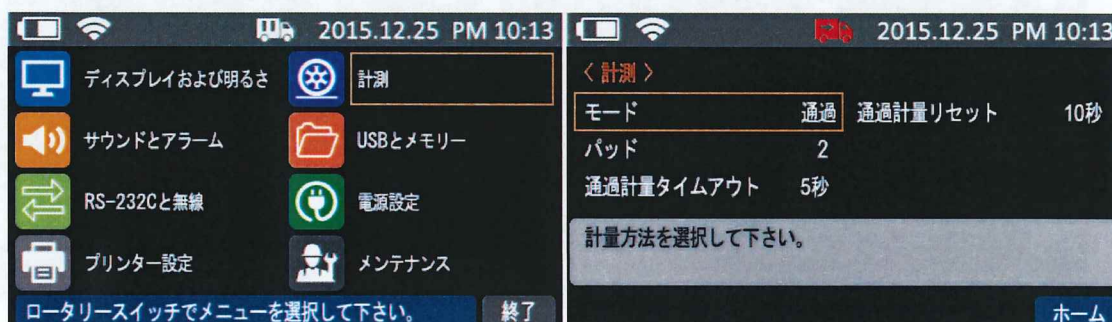 2015.12.25 PM 10:13
ディスプレイおよび明るさ
計測
サウンドとアラーム
USBとメモリー
RS-232Cと無線
電源設定
プリンター設定
メンテナンス
ロータリースイッチでメニューを選択して下さい。
終了
2015.12.25 PM 10:13
〈 計測 〉
モード 通過
通過計量リセット 10秒
パッド 2
通過計量タイムアウト 5秒
計量方法を選択して下さい。
ホーム